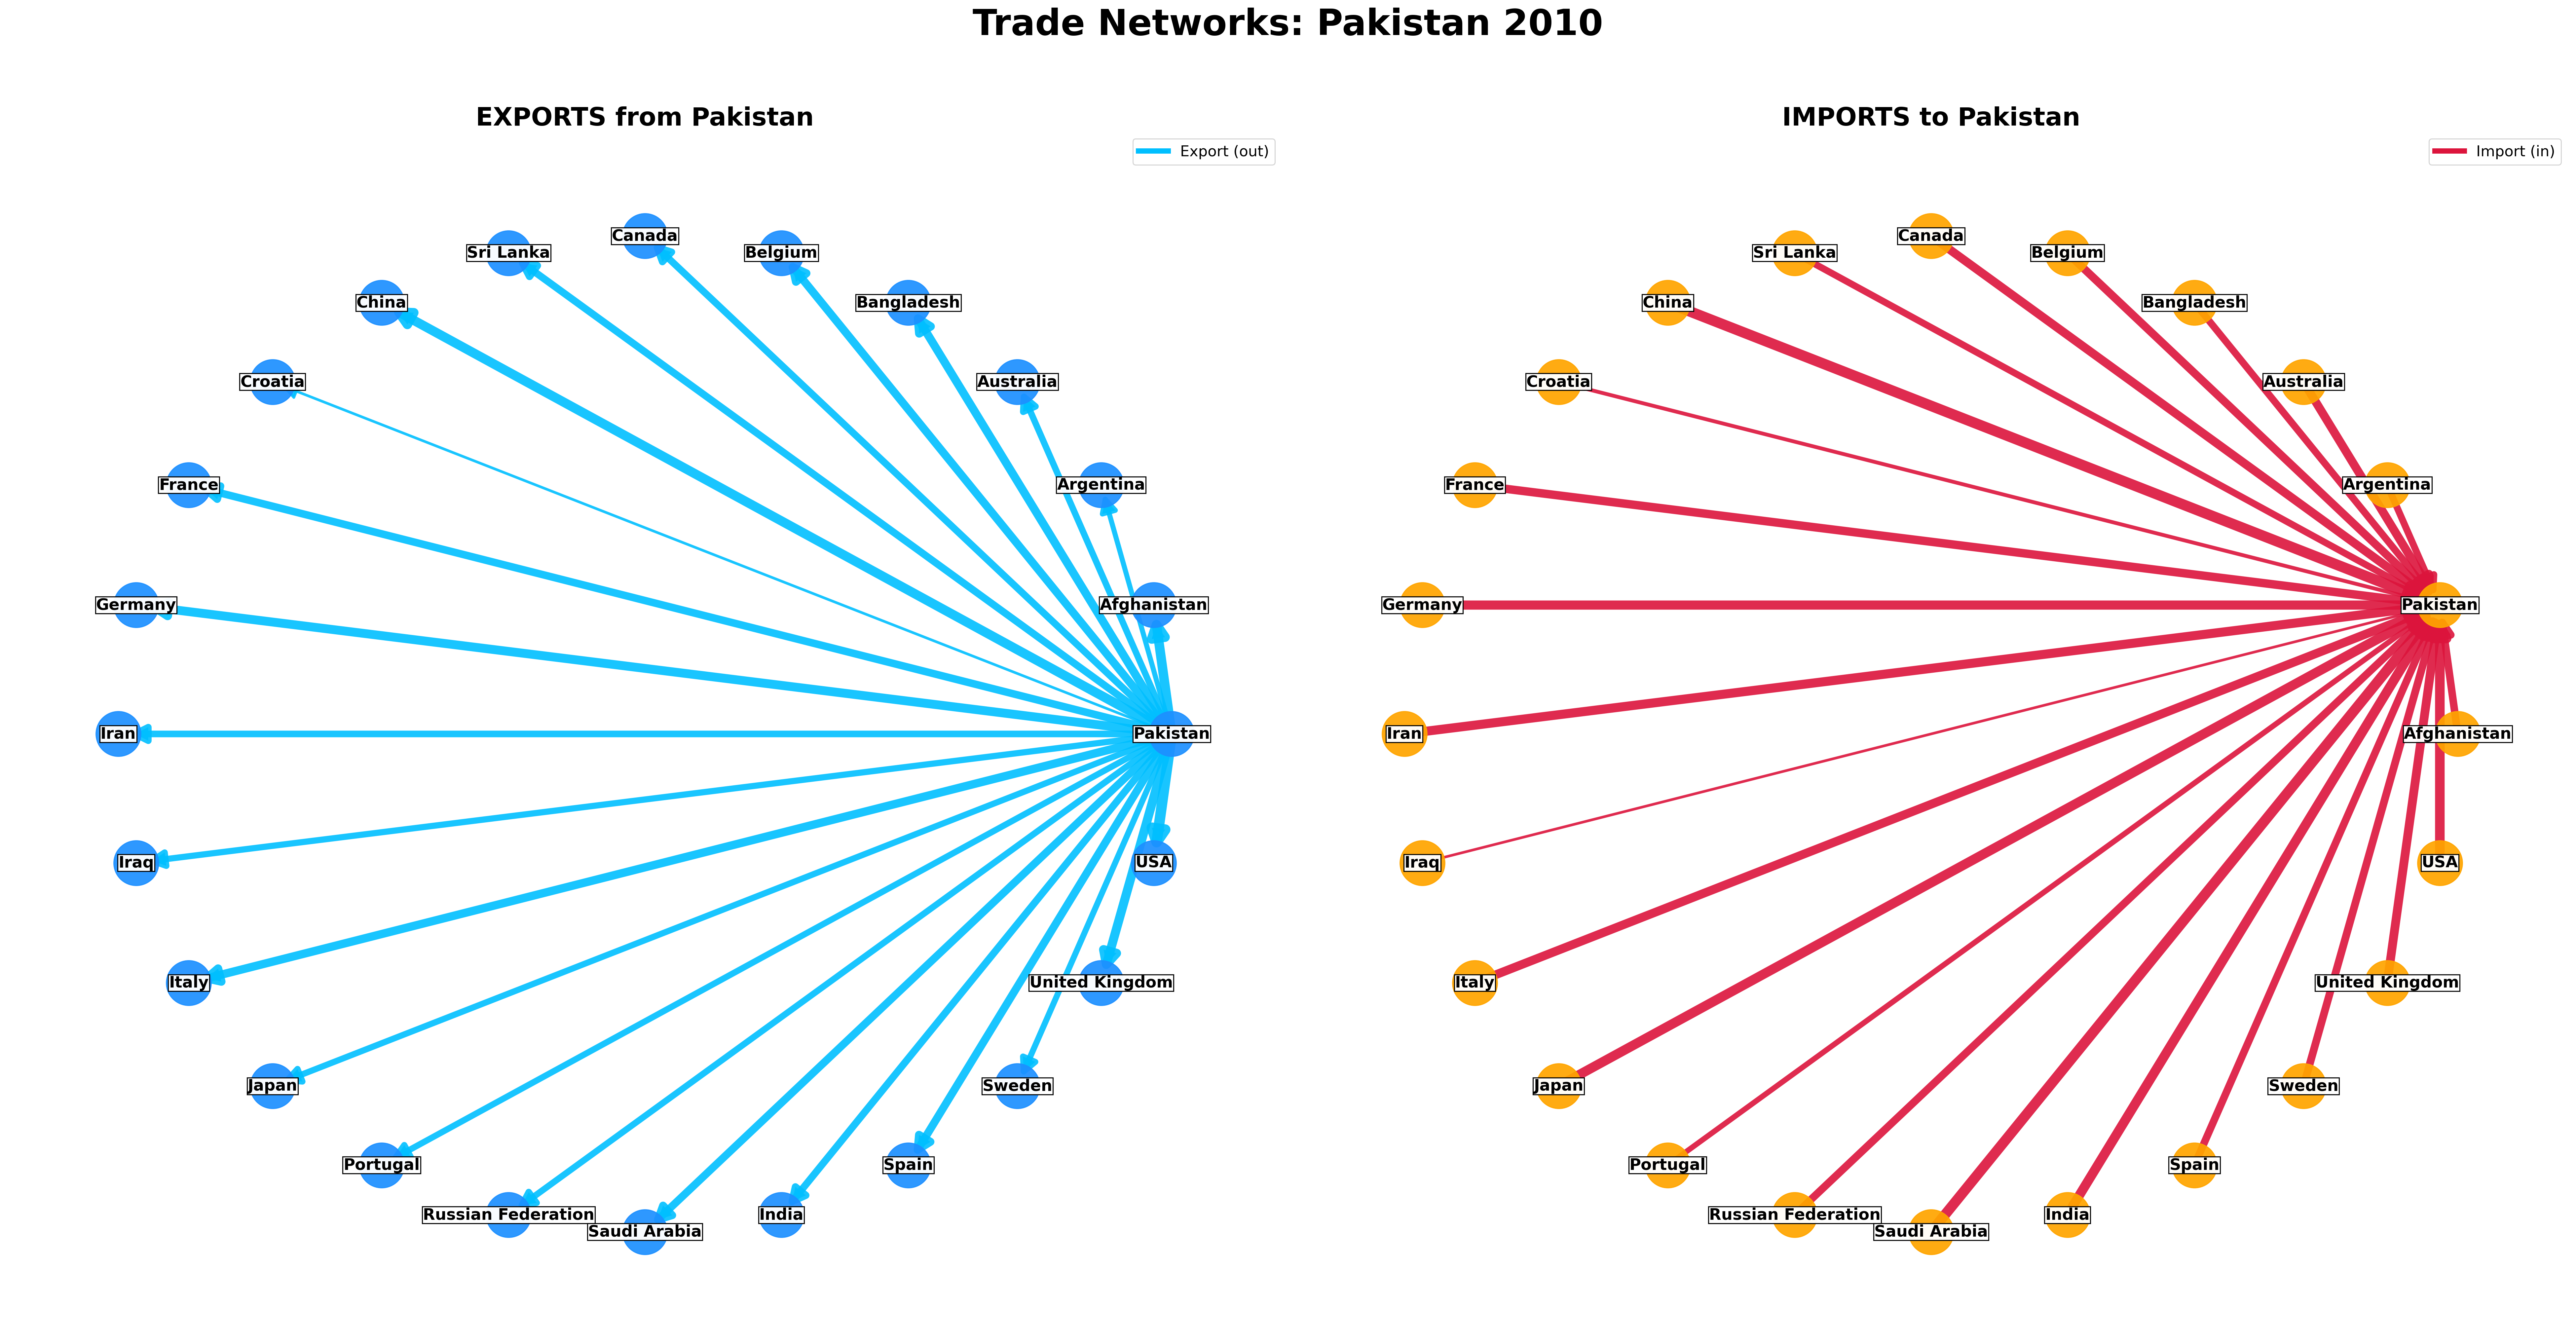 Trade Networks: Pakistan 2010
EXPORTS from Pakistan
Export (out)
Canada
Sri Lanka
Belgium
China
Bangladesh
Croatia
Australia
France
Argentina
Germany
Afghanistan
Iran
Pakistan
Iraq
USA
Italy
United Kingdom
Japan
Sweden
Portugal
Spain
Russian Federation
India
Saudi Arabia
IMPORTS to Pakistan
Import (in)
Canada
Sri Lanka
Belgium
China
Bangladesh
Croatia
Australia
France
Argentina
Germany
Pakistan
Iran
Afghanistan
Iraq
USA
Italy
United Kingdom
Japan
Sweden
Portugal
Spain
Russian Federation
India
Saudi Arabia